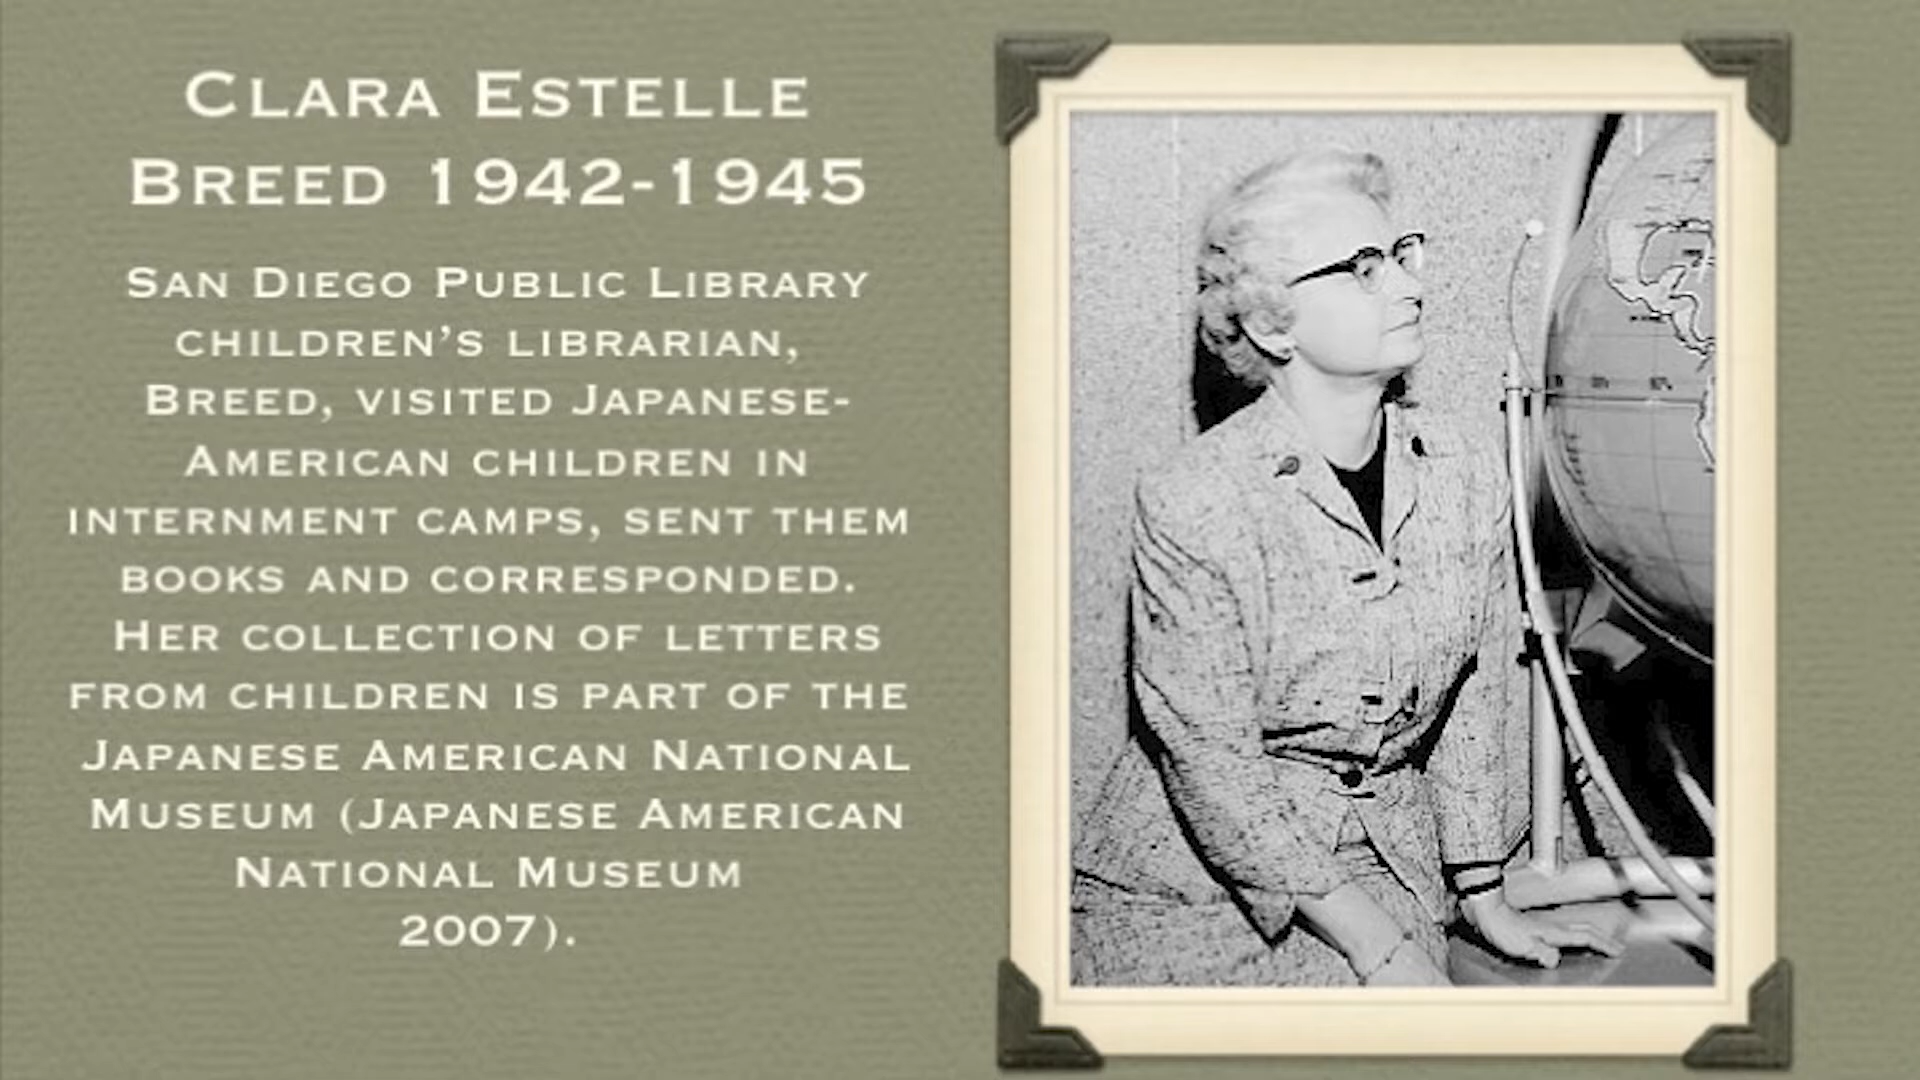 Clara Estelle
Breed 1942-1945
San Diego Public Library
children's librarian,
Breed, visited Japanese-
American children in
internment camps, sent them
books and corresponded.
Her collection of letters
from children is part of the
Japanese American National
Museum (Japanese American
National Museum
2007).